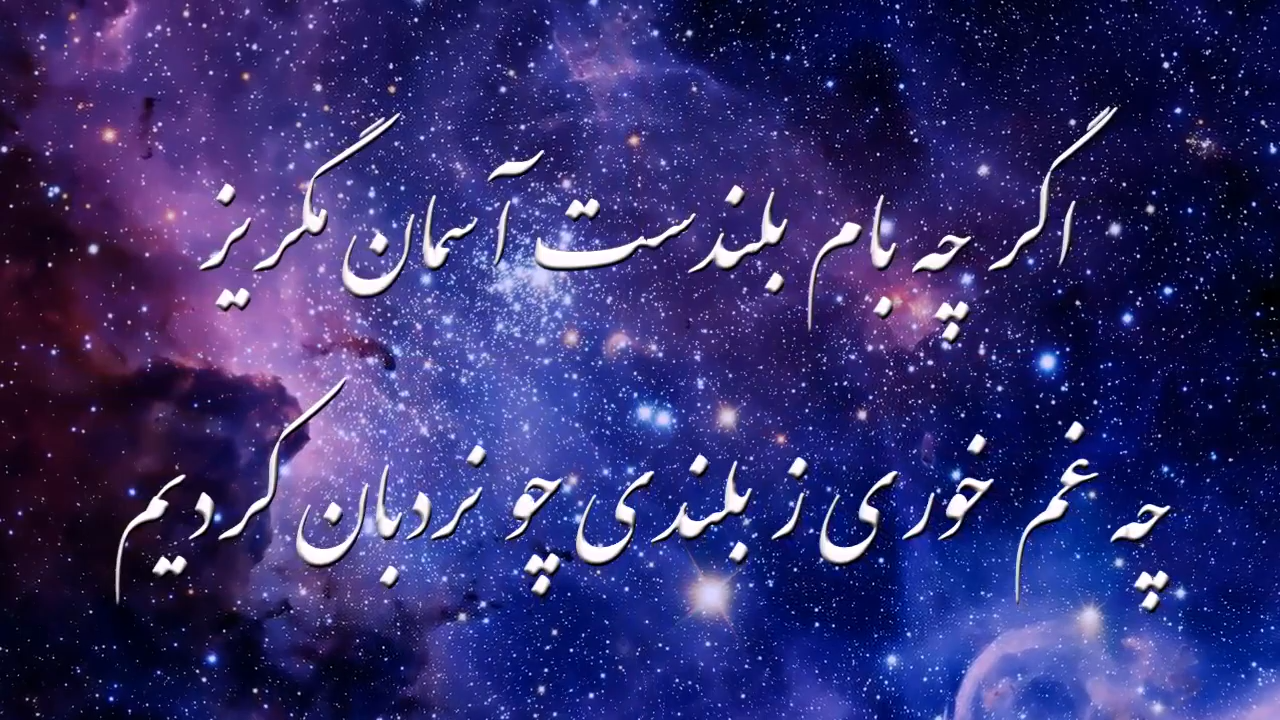 اگر چه بام بلندست آسمان مگریز
چه غم خوری ز بلندی چو نردبان کردیم